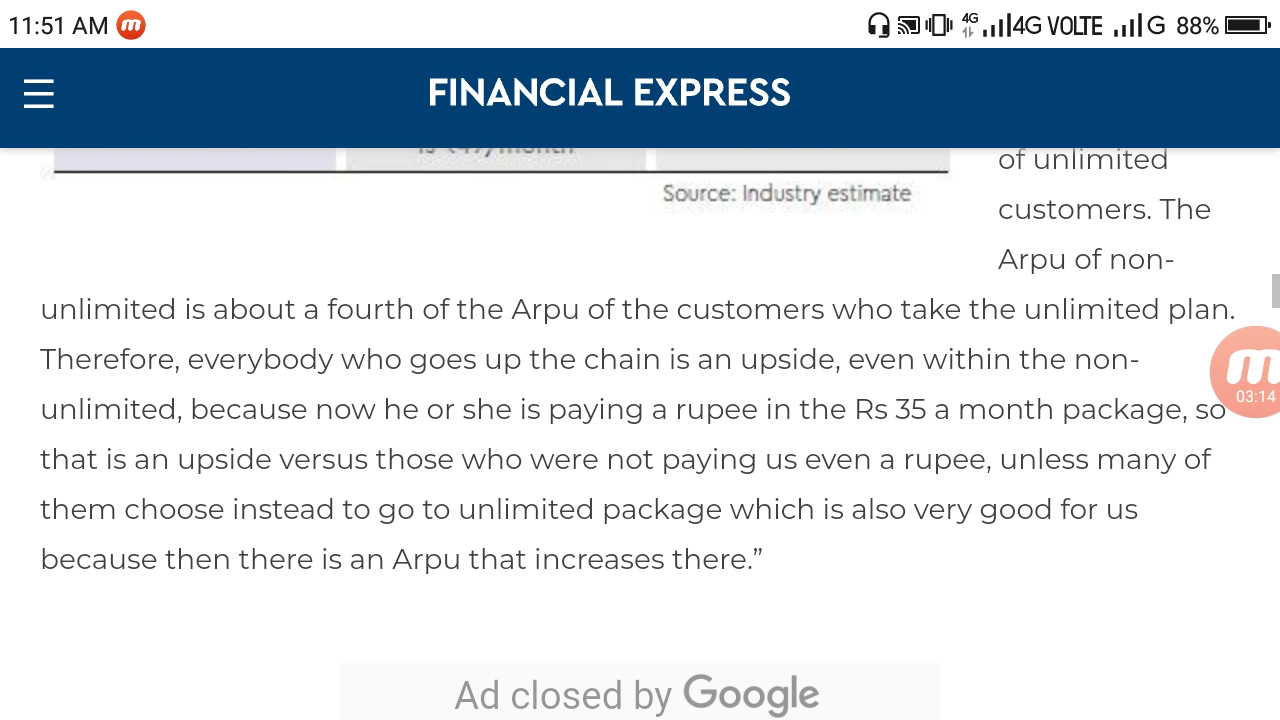 11:51 AM m
4G 4G VOLTE G 88%
FINANCIAL EXPRESS
Source: Industry estimate
of unlimited
customers. The
Arpu of non-
unlimited is about a fourth of the Arpu of the customers who take the unlimited plan.
Therefore, everybody who goes up the chain is an upside, even within the non-
unlimited, because now he or she is paying a rupee in the Rs 35 a month package, so
that is an upside versus those who were not paying us even a rupee, unless many of
them choose instead to go to unlimited package which is also very good for us
because then there is an Arpu that increases there.”
m
03:14
Ad closed by Google